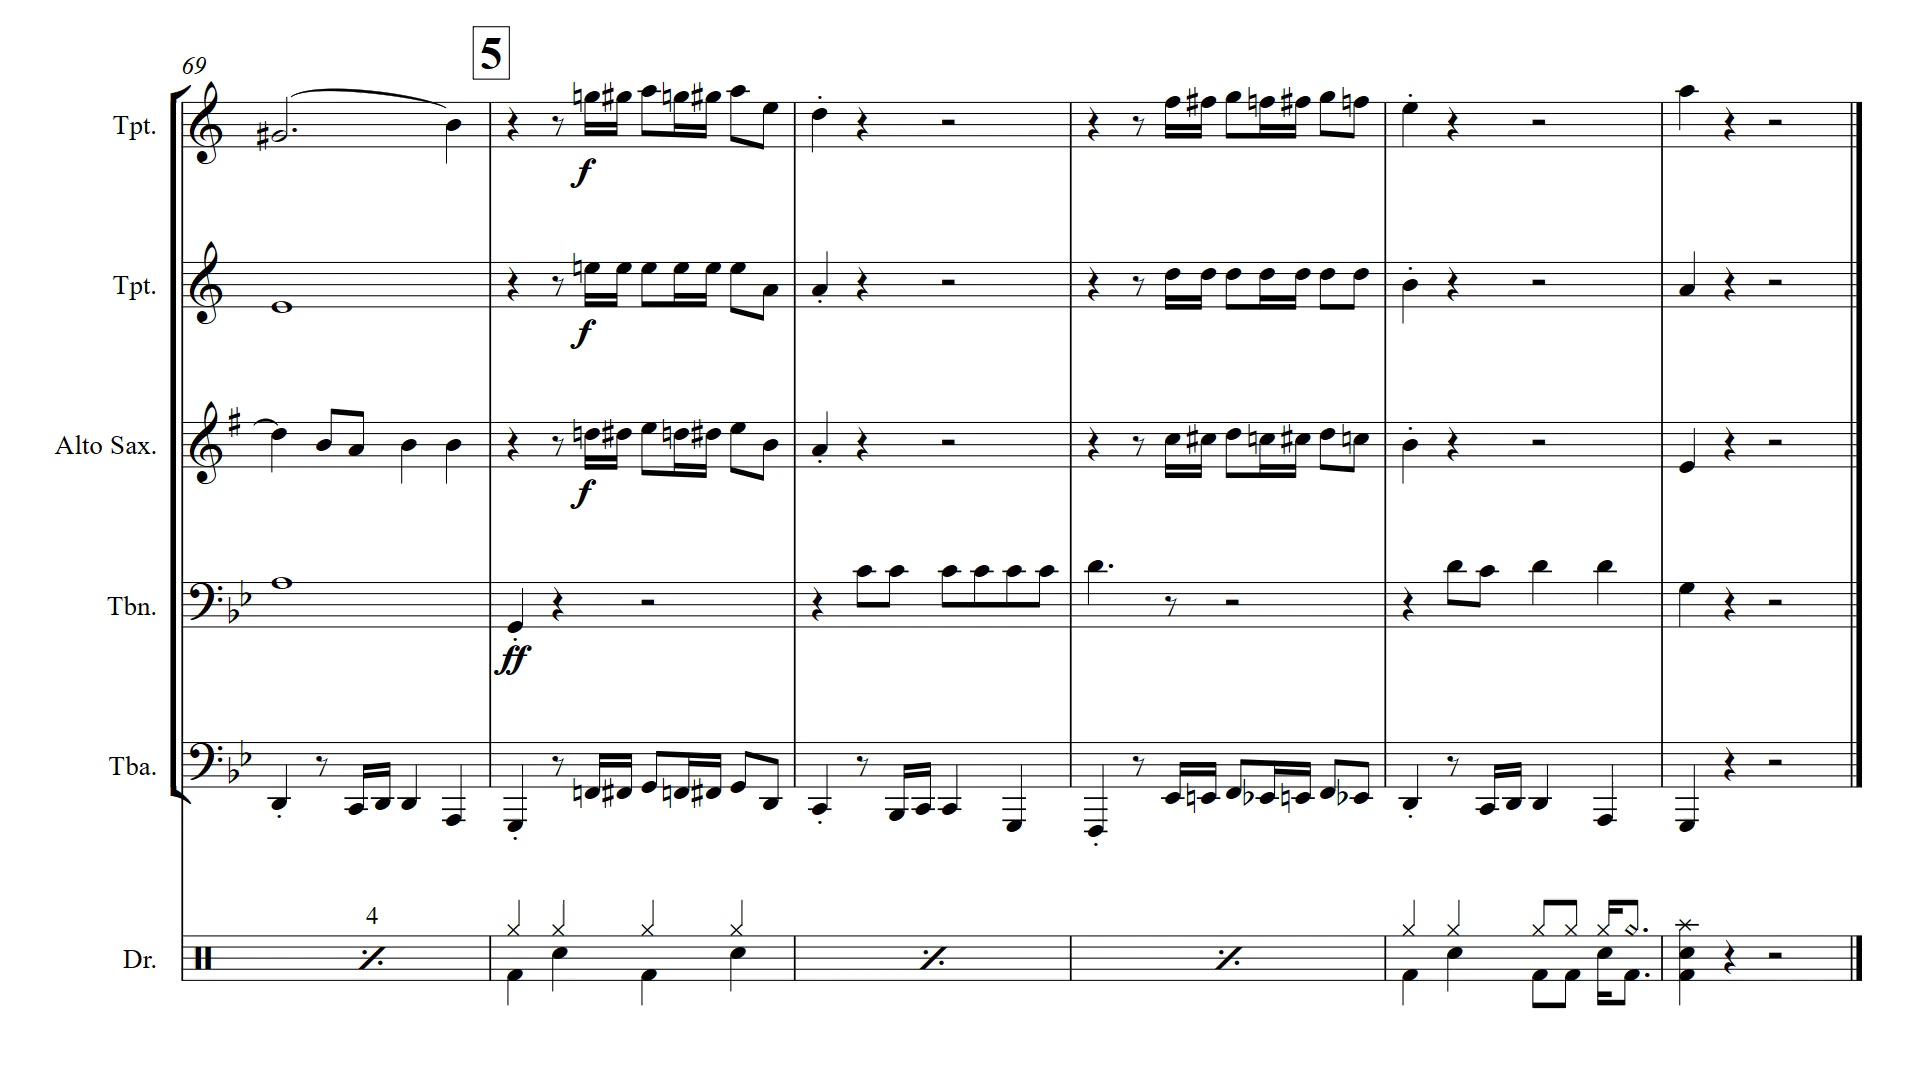 69
5
Tpt.
f
Tpt.
f
Alto Sax.
f
Tbn.
ff
Tba.
4
Dr.